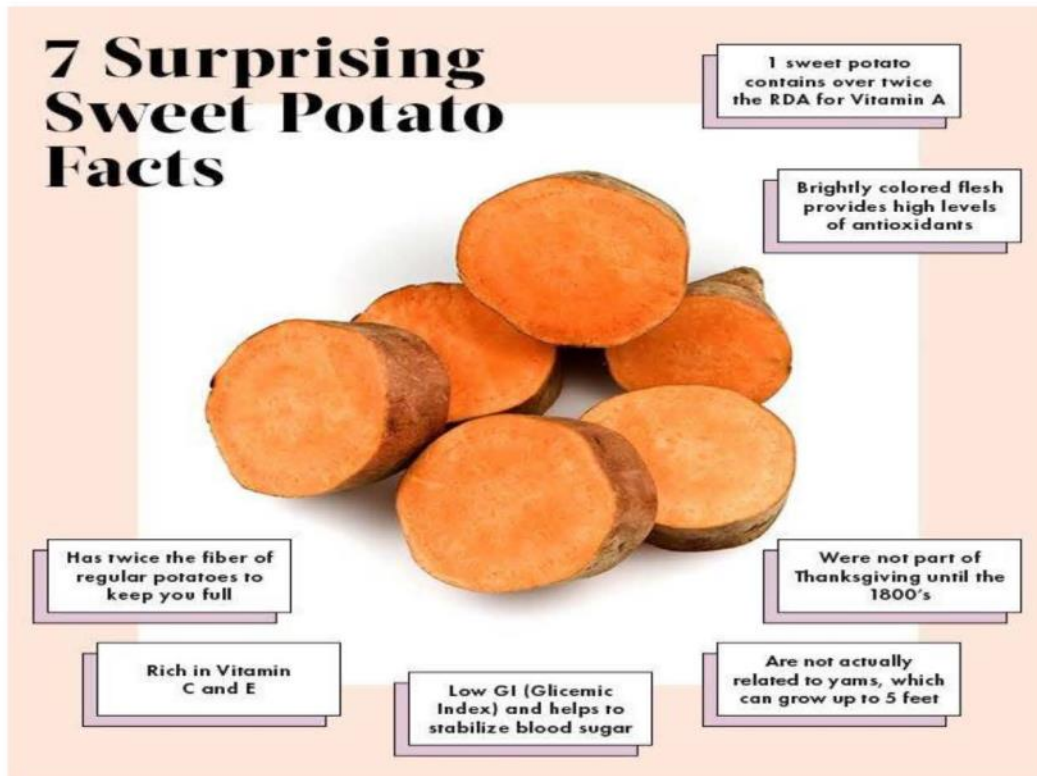 7 Surprising
Sweet Potato
Facts
1 sweet potato
contains over twice
the RDA for Vitamin A
Brightly colored flesh
provides high levels
of antioxidants
Has twice the fiber of
regular potatoes to
keep you full
Were not part of
Thanksgiving until the
1800's
Rich in Vitamin
C and E
Low GI (Glicemic
Index) and helps to
stabilize blood sugar
Are not actually
related to yams, which
can grow up to 5 feet